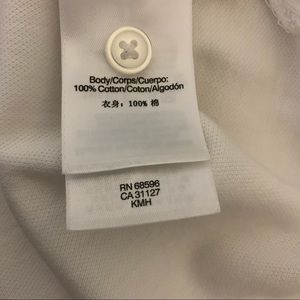 Body/Corps/Cuerpo:
100% Cotton/Coton/Algodón
衣身: 100% 棉
RN 68596
CA 31127
KMH